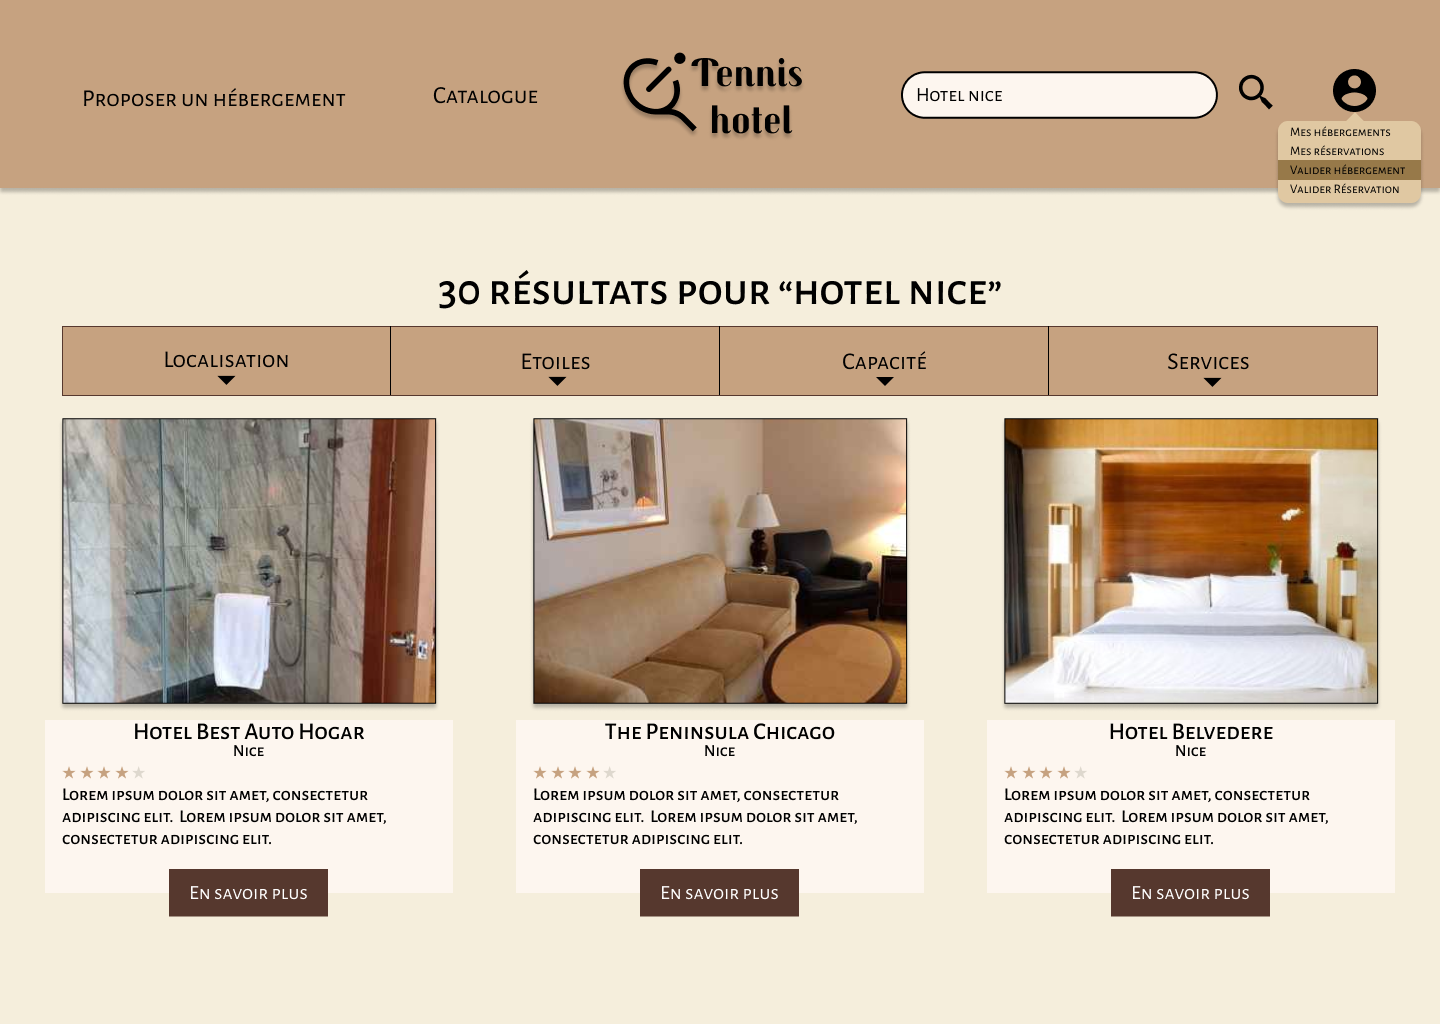 Proposer un hébergement
Catalogue
Tennis
hotel
Hotel nice
Mes hébergements
Mes réservations
Valider hébergement
Valider Réservation
30 résultats pour “hotel nice”
Localisation
Etoiles
Capacité
Services
Hotel Best Auto Hogar
Nice
Lorem ipsum dolor sit amet, consectetur
adipiscing elit. Lorem ipsum dolor sit amet,
consectetur adipiscing elit.
En savoir plus
The Peninsula Chicago
Nice
Lorem ipsum dolor sit amet, consectetur
adipiscing elit. Lorem ipsum dolor sit amet,
consectetur adipiscing elit.
En savoir plus
Hotel Belvedere
Nice
Lorem ipsum dolor sit amet, consectetur
adipiscing elit. Lorem ipsum dolor sit amet,
consectetur adipiscing elit.
En savoir plus